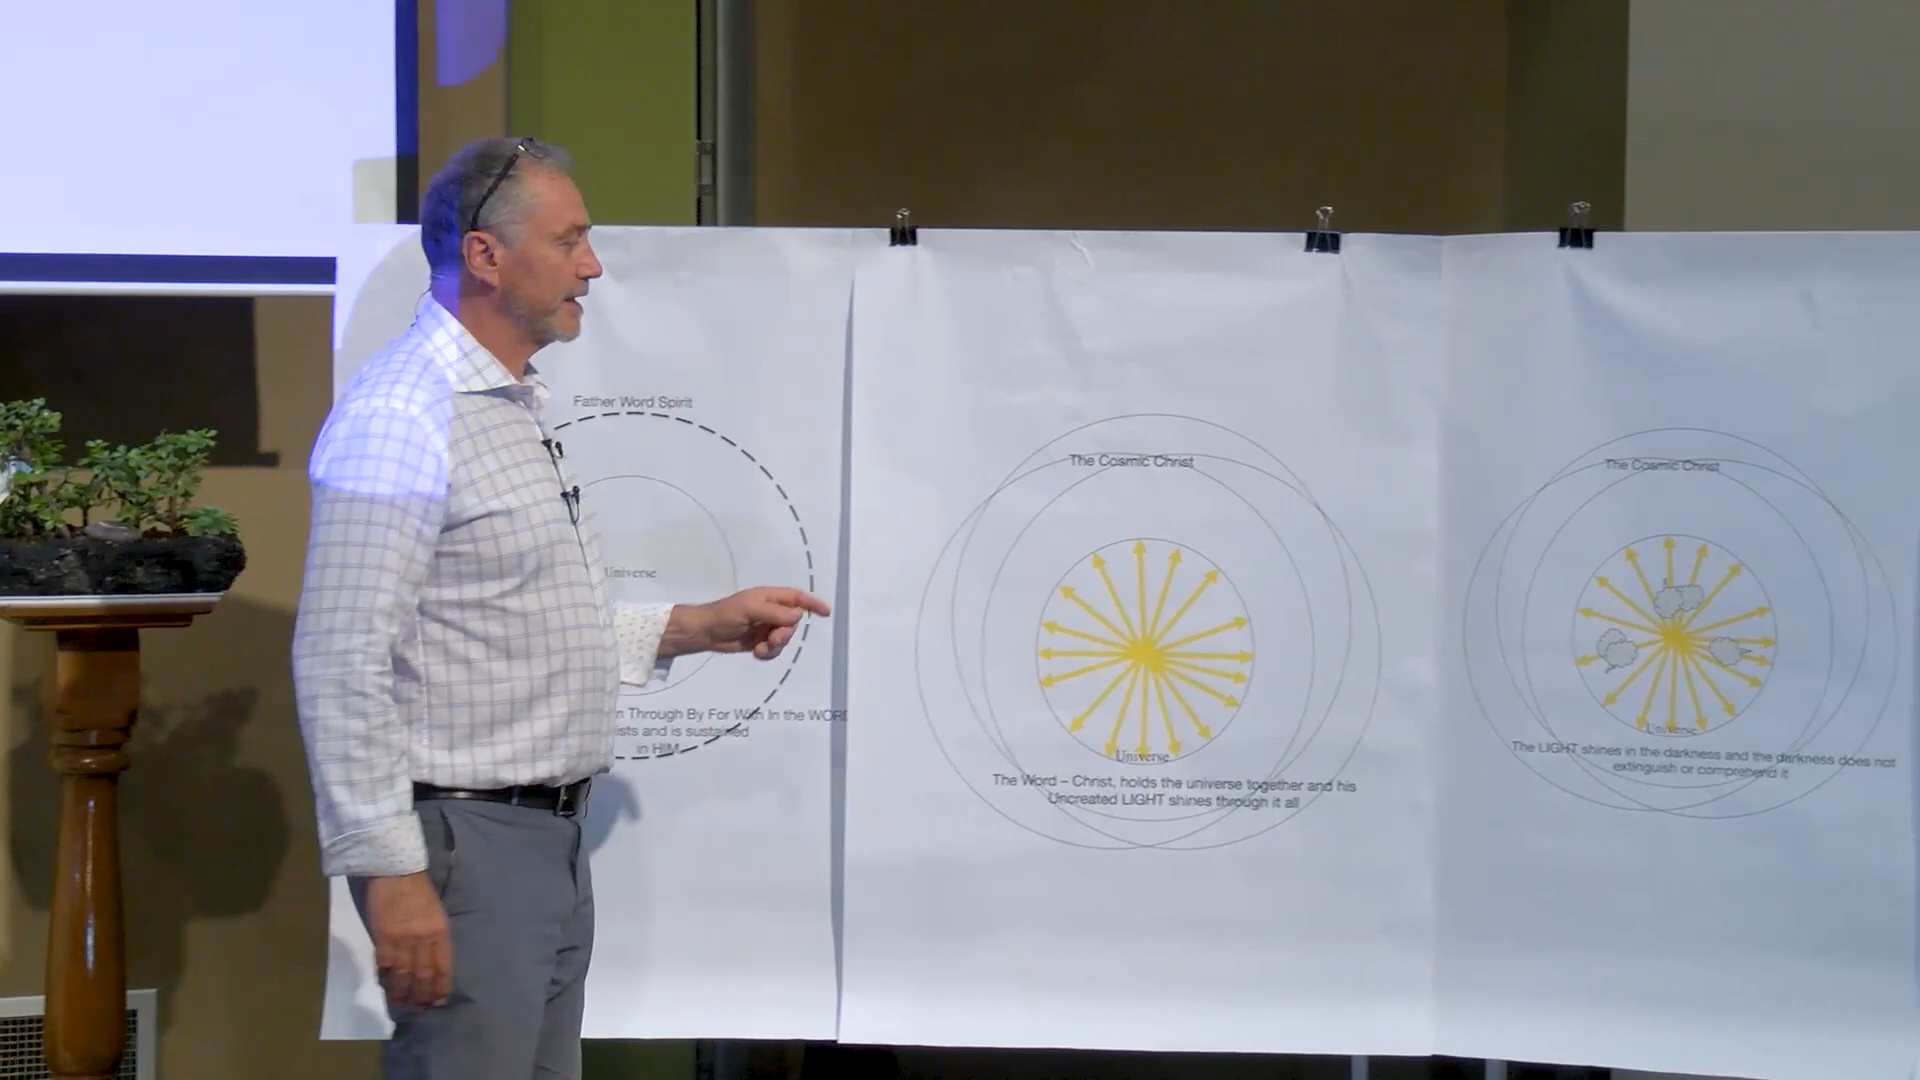 Father Word Spirit
Universe
Through By For With In the
and is sustained
in HIM
The Cosmic Christ
Universe
The Word – Christ, holds the universe together and his
Uncreated LIGHT shines through it all
The Cosmic Christ
Universe
The LIGHT shines in the darkness and the darkness does not
extinguish or comprehend it